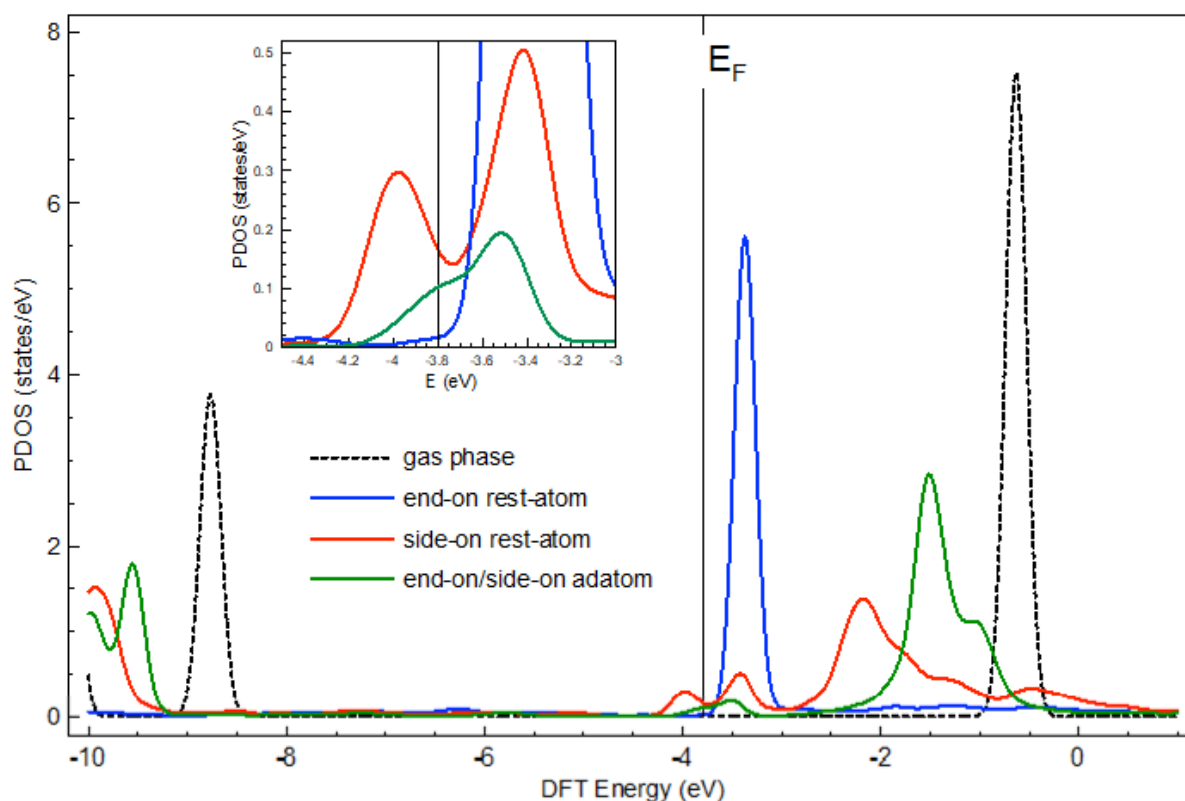 PDOS (states/eV)
8
6
4
2
0
-10
-8
-6
-4
-2
0
DFT Energy (eV)
E_F
PDOS (states/eV)
0.5
0.4
0.3
0.2
0.1
0
-4.4
-4.2
-4
-3.8
-3.6
-3.4
-3.2
-3
E (eV)
gas phase
end-on rest-atom
side-on rest-atom
end-on/side-on adatom